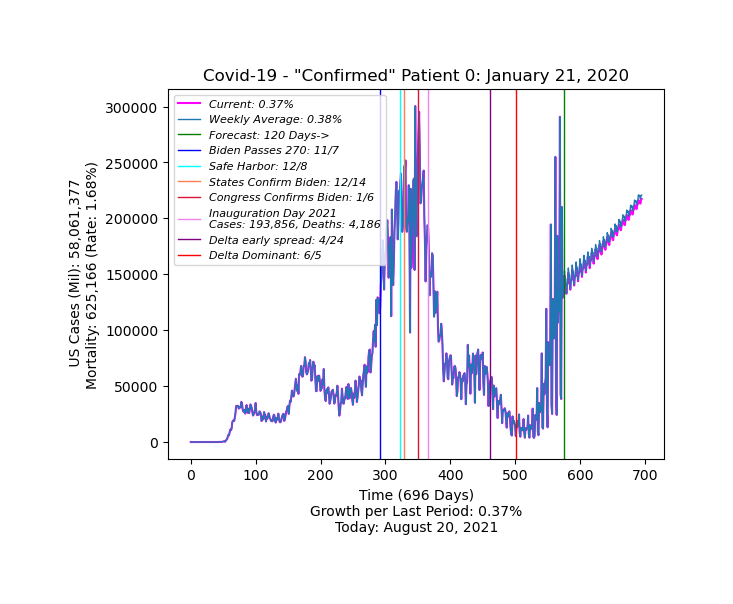 Covid-19 - "Confirmed" Patient 0: January 21, 2020
Current: 0.37%
Weekly Average: 0.38%
Forecast: 120 Days->
Biden Passes 270: 11/7
Safe Harbor: 12/8
States Confirm Biden: 12/14
Congress Confirms Biden: 1/6
Inauguration Day 2021
Cases: 193,856, Deaths: 4,186
Delta early spread: 4/24
Delta Dominant: 6/5
US Cases (Mil): 58,061,377
Mortality: 625,166 (Rate: 1.68%)
300000
250000
200000
150000
100000
50000
0
0 100 200 300 400 500 600 700
Time (696 Days)
Growth per Last Period: 0.37%
Today: August 20, 2021